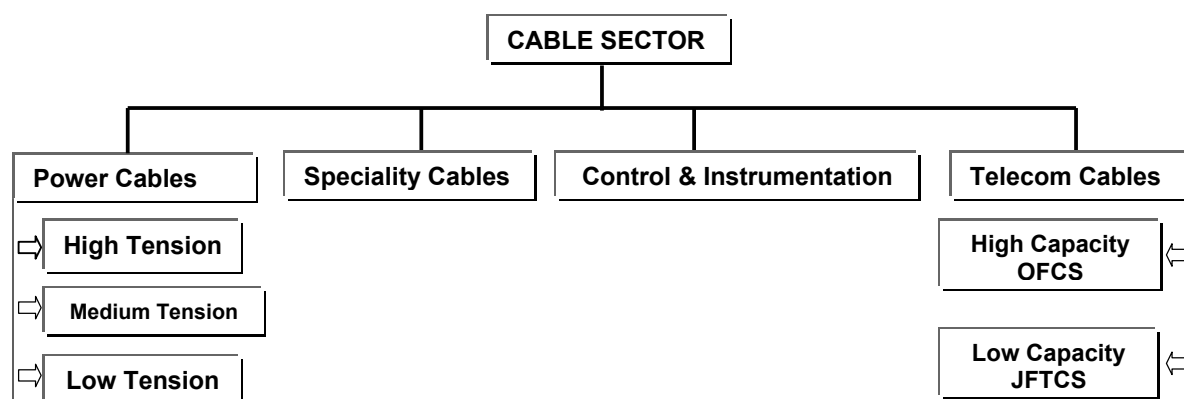 CABLE SECTOR
Power Cables
Speciality Cables
Control & Instrumentation
Telecom Cables
High Tension
Medium Tension
Low Tension
High Capacity
OFCS
Low Capacity
JFTCS